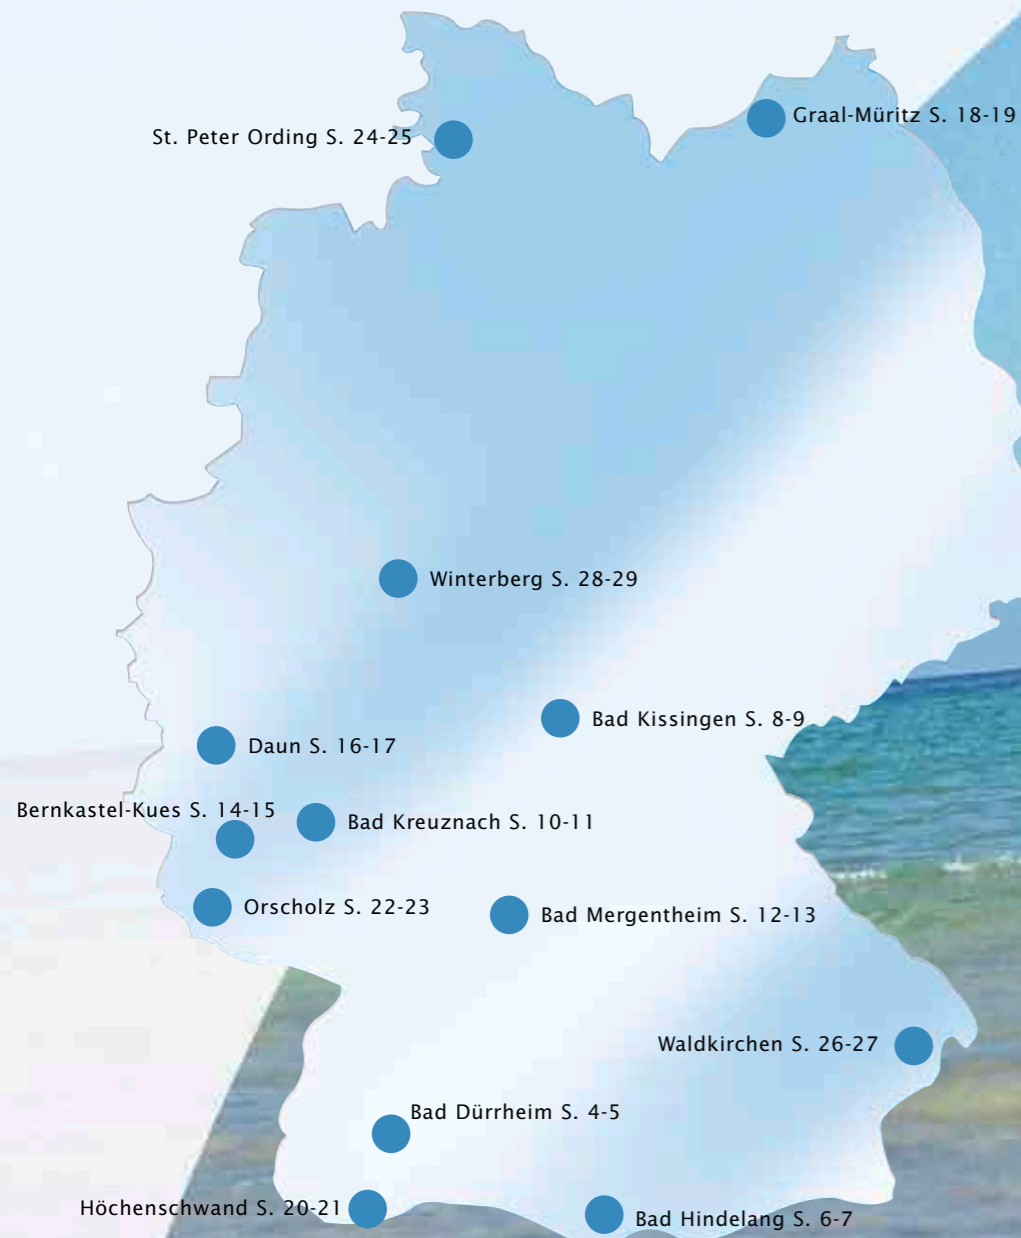 Graal-Müritz S. 18-19
St. Peter Ording S. 24-25
Winterberg S. 28-29
Bad Kissingen S. 8-9
Daun S. 16-17
Bernkastel-Kues S. 14-15
Bad Kreuznach S. 10-11
Orscholz S. 22-23
Bad Mergentheim S. 12-13
Waldkirchen S. 26-27
Bad Dürrheim S. 4-5
Höchenschwand S. 20-21
Bad Hindelang S. 6-7